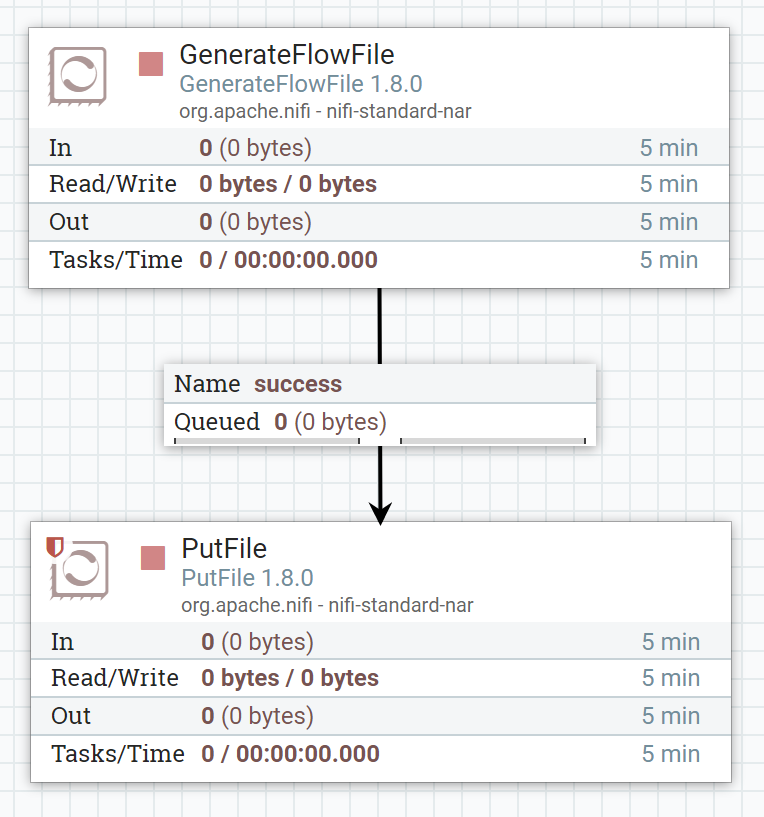 GenerateFlowFile
GenerateFlowFile 1.8.0
org.apache.nifi - nifi-standard-nar
In 0 (0 bytes) 5 min
Read/Write 0 bytes / 0 bytes 5 min
Out 0 (0 bytes) 5 min
Tasks/Time 0 / 00:00:00.000 5 min
Name success
Queued 0 (0 bytes)
PutFile
PutFile 1.8.0
org.apache.nifi - nifi-standard-nar
In 0 (0 bytes) 5 min
Read/Write 0 bytes / 0 bytes 5 min
Out 0 (0 bytes) 5 min
Tasks/Time 0 / 00:00:00.000 5 min